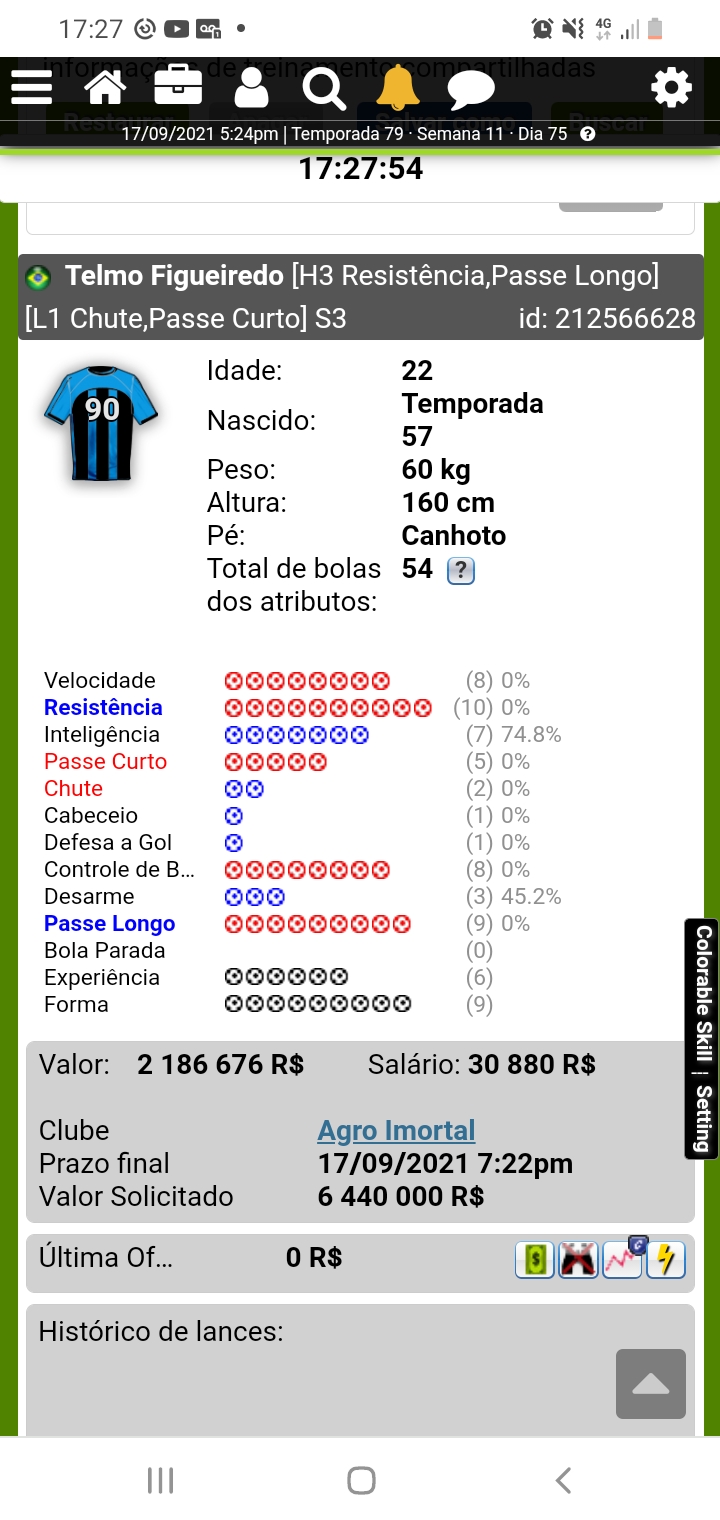 17:27
4G
informações de treinamento compartilhadas
Restaurar
Salvar como
Buscar
17/09/2021 5:24pm | Temporada 79 · Semana 11 · Dia 75 ?
17:27:54
Telmo Figueiredo [H3 Resistência,Passe Longo]
[L1 Chute,Passe Curto] S3 id: 212566628
90
Idade: 22
Nascido: Temporada 57
Peso: 60 kg
Altura: 160 cm
Pé: Canhoto
Total de bolas dos atributos: 54 ?
Velocidade (8) 0%
Resistência (10) 0%
Inteligência (7) 74.8%
Passe Curto (5) 0%
Chute (2) 0%
Cabeceio (1) 0%
Defesa a Gol (1) 0%
Controle de B... (8) 0%
Desarme (3) 45.2%
Passe Longo (9) 0%
Bola Parada (0)
Experiência (6)
Forma (9)
Colorable Skill | Setting
Valor: 2 186 676 R$ Salário: 30 880 R$
Clube Agro Imortal
Prazo final 17/09/2021 7:22pm
Valor Solicitado 6 440 000 R$
Última Of... 0 R$
Histórico de lances: